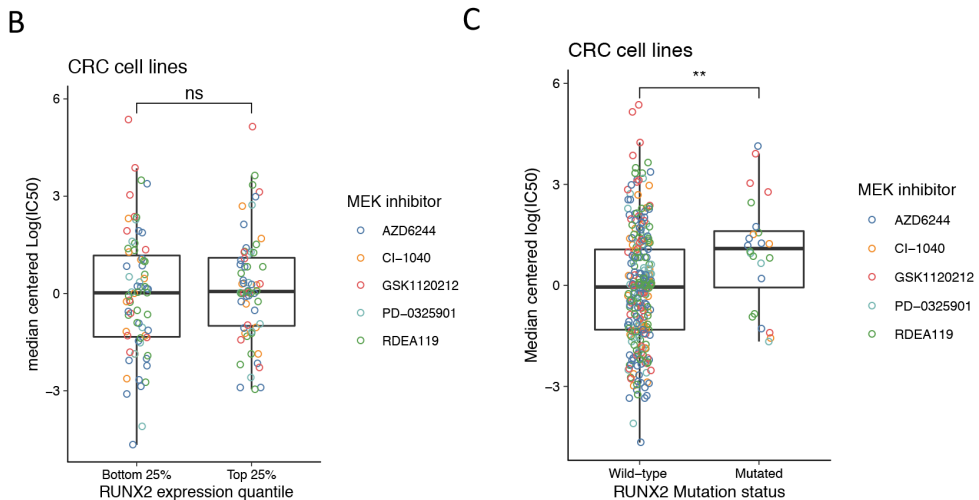 B
CRC cell lines
ns
6
3
0
−3
median centered Log(IC50)
Bottom 25%
Top 25%
RUNX2 expression quantile
MEK inhibitor
AZD6244
CI−1040
GSK1120212
PD−0325901
RDEA119
C
CRC cell lines
**
6
3
0
−3
Median centered log(IC50)
Wild−type
Mutated
RUNX2 Mutation status
MEK inhibitor
AZD6244
CI−1040
GSK1120212
PD−0325901
RDEA119